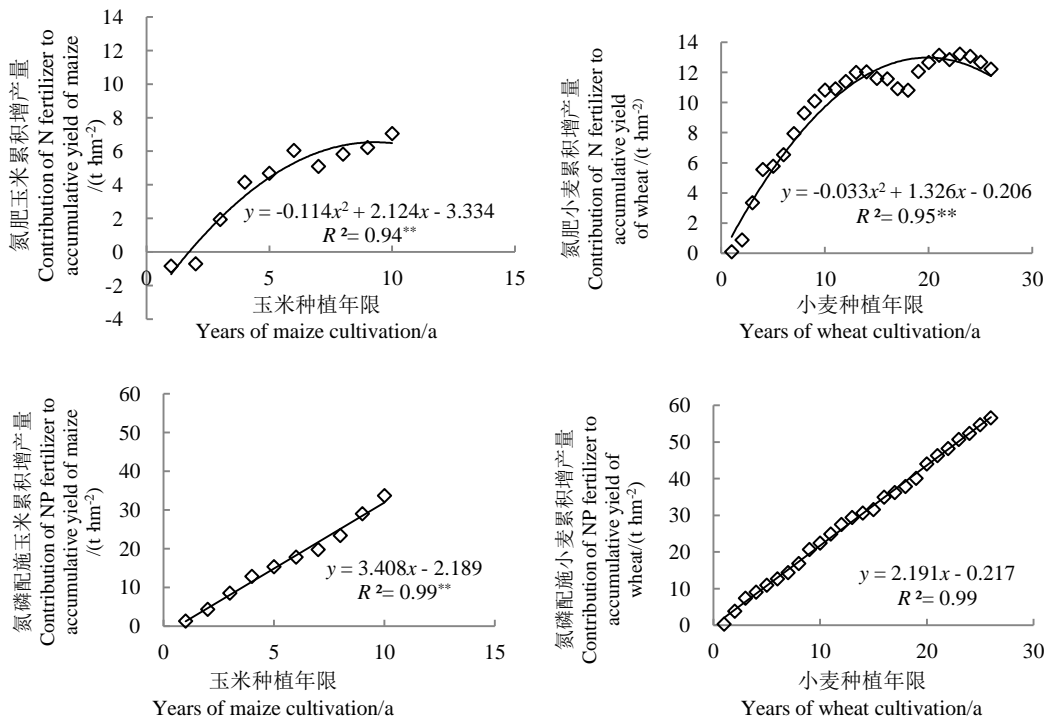 氮肥玉米累积增产量
Contribution of N fertilizer to
accumulative yield of maize
/(t·hm-2)
8
6
4
2
0
-2
-4
0
5
10
15
y = -0.114x² + 2.124x - 3.334
R ²= 0.94**
玉米种植年限
Years of maize cultivation/a
氮肥小麦累积增产量
Contribution of N fertilizer to
accumulative yield
of wheat /(t·hm-2)
14
12
10
8
6
4
2
0
0
10
20
30
y = -0.033x² + 1.326x - 0.206
R ²= 0.95**
小麦种植年限
Years of wheat cultivation/a
氮磷配施玉米累积增产量
Contribution of NP fertilizer to
accumulative yield of maize
/(t·hm-2)
60
50
40
30
20
10
0
0
5
10
15
y = 3.408x - 2.189
R ²= 0.99**
玉米种植年限
Years of maize cultivation/a
氮磷配施小麦累积增产量
Contribution of NP fertilizer to
accumulative yield of
wheat/(t·hm-2)
60
50
40
30
20
10
0
0
10
20
30
y = 2.191x - 0.217
R ²= 0.99
小麦种植年限
Years of wheat cultivation/a